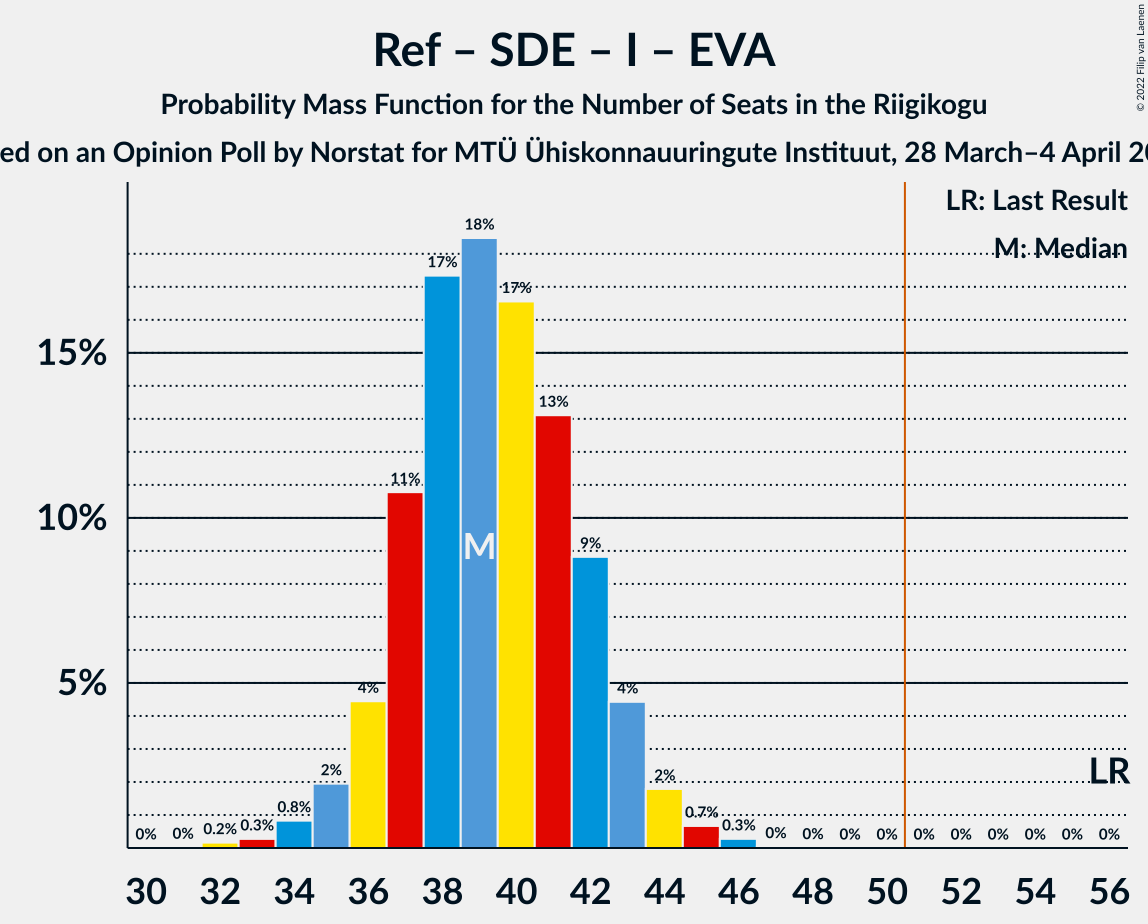 Ref – SDE – I – EVA
Probability Mass Function for the Number of Seats in the Riigikogu
on an Opinion Poll by Norstat for MTÜ Ühiskonnauuringute Instituut, 28 March–4 April
© 2022 Filip van Laenen
LR: Last Result
M: Median
15%
10%
5%
0% 0% 0.2% 0.3% 0.8% 2% 4% 11% 17% 18% 17% 13% 9% 4% 2% 0.7% 0.3% 0% 0% 0% 0% 0% 0% 0% 0% 0% 0%
M
LR
30 32 34 36 38 40 42 44 46 48 50 52 54 56